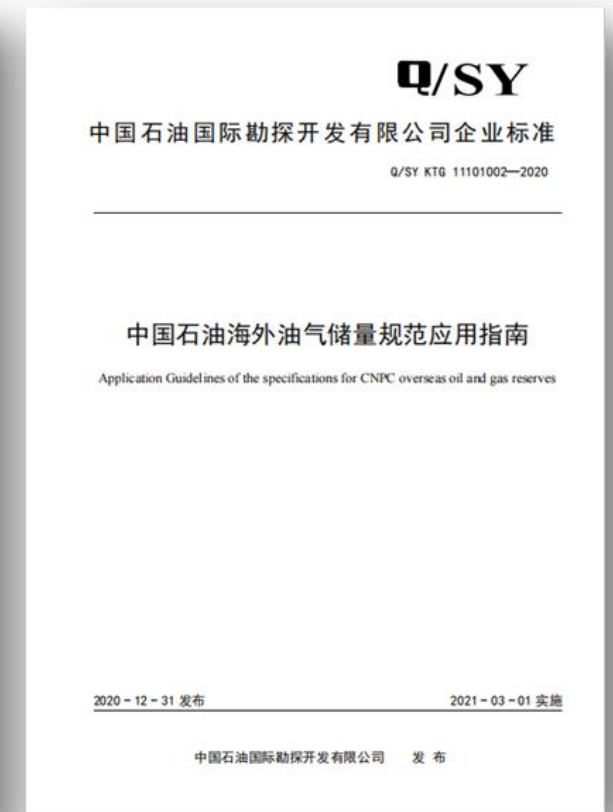 Q/SY
中国石油国际勘探开发有限公司企业标准
Q/SY KTG 11101002—2020
中国石油海外油气储量规范应用指南
Application Guidelines of the specifications for CNPC overseas oil and gas reserves
2020-12-31 发布
2021-03-01 实施
中国石油国际勘探开发有限公司 发 布